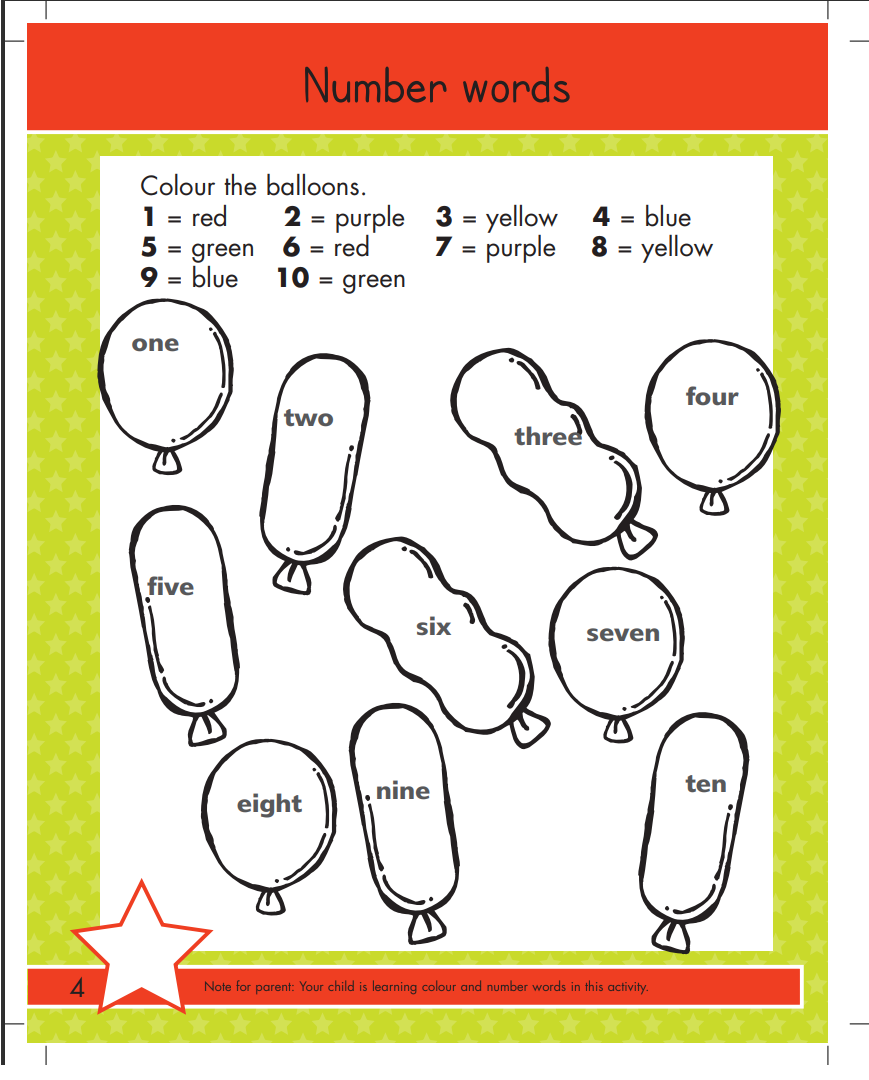 Number words
Colour the balloons.
1 = red 2 = purple 3 = yellow 4 = blue
5 = green 6 = red 7 = purple 8 = yellow
9 = blue 10 = green
one
two
three
four
five
six
seven
eight
nine
ten
4 Note for parent: Your child is learning colour and number words in this activity.